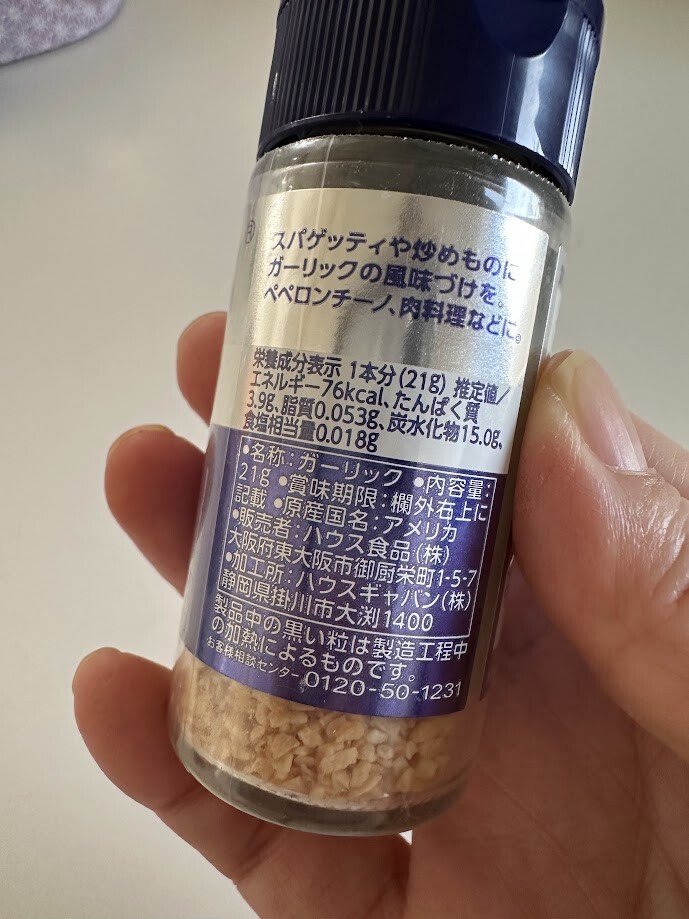 スパゲッティや炒めものに
ガーリックの風味づけを。
ペペロンチーノ、肉料理などに。
栄養成分表示 1本分(21g) 推定値/
エネルギー76kcal、たんぱく質
3.9g、脂質0.053g、炭水化物15.0g、
食塩相当量0.018g
•名称：ガーリック •内容量：
21g •賞味期限：欄外右上に
記載 •原産国名：アメリカ
•販売者：ハウス食品(株)
大阪府東大阪市御厨栄町1-5-7
•加工所：ハウスギャバン(株)
静岡県掛川市大渕1400
製品中の黒い粒は製造工程中
の加熱によるものです。
お客様相談センター 0120-50-1231